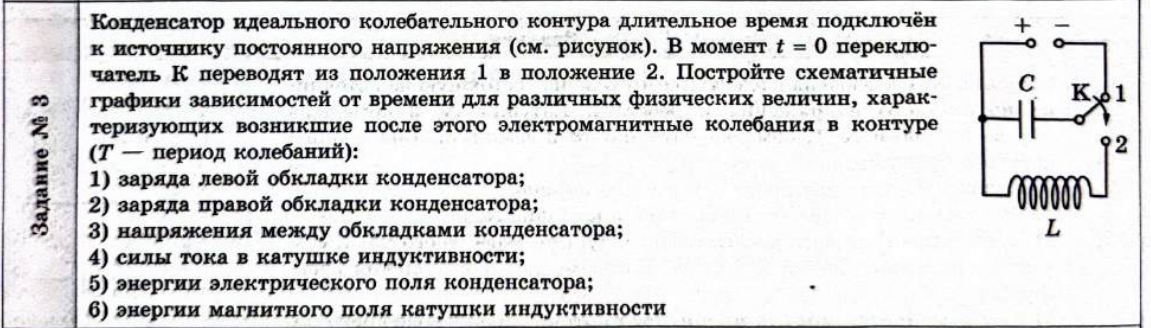 Задание № 3
Конденсатор идеального колебательного контура длительное время подключён
к источнику постоянного напряжения (см. рисунок). В момент t = 0 переклю-
чатель К переводят из положения 1 в положение 2. Постройте схематичные
графики зависимостей от времени для различных физических величин, харак-
теризующих возникшие после этого электромагнитные колебания в контуре
(T — период колебаний):
1) заряда левой обкладки конденсатора;
2) заряда правой обкладки конденсатора;
3) напряжения между обкладками конденсатора;
4) силы тока в катушке индуктивности;
5) энергии электрического поля конденсатора;
6) энергии магнитного поля катушки индуктивности
+ −
C
К 1
2
L